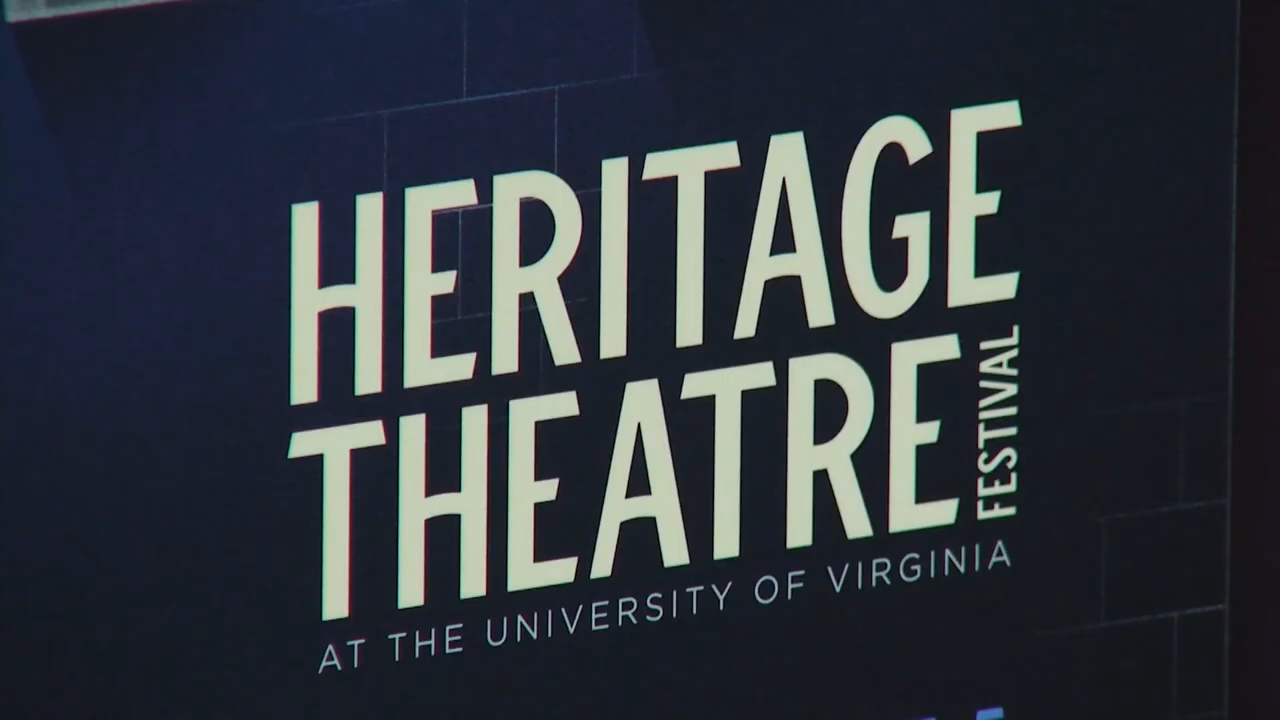 HERITAGE
THEATRE
FESTIVAL
AT THE UNIVERSITY OF VIRGINIA